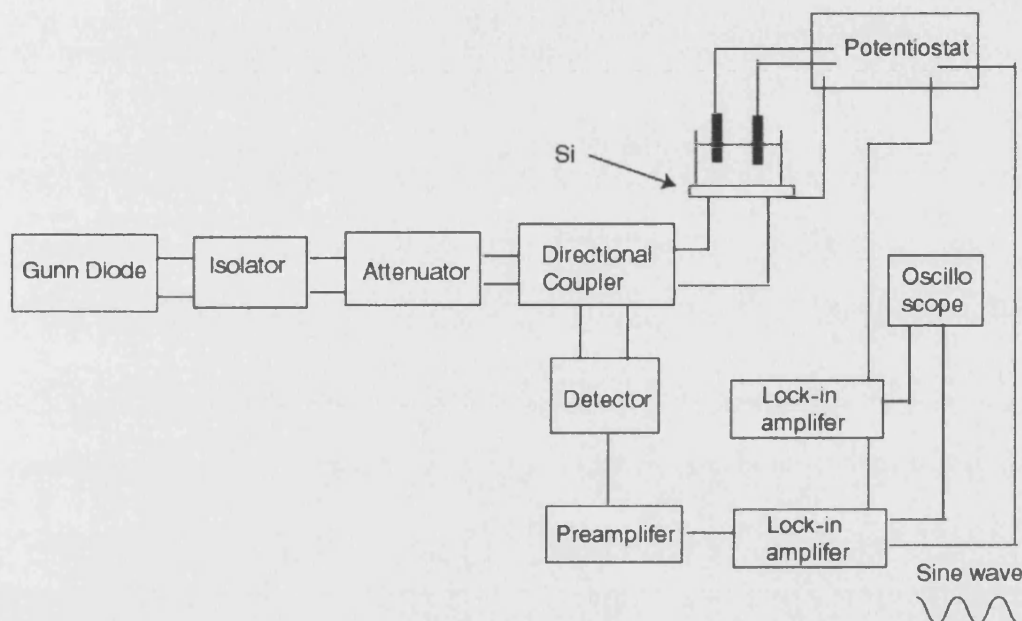 Potentiostat
Si
Gunn Diode
Isolator
Attenuator
Directional
Coupler
Oscillo
scope
Detector
Lock-in
amplifer
Preamplifer
Lock-in
amplifer
Sine wave